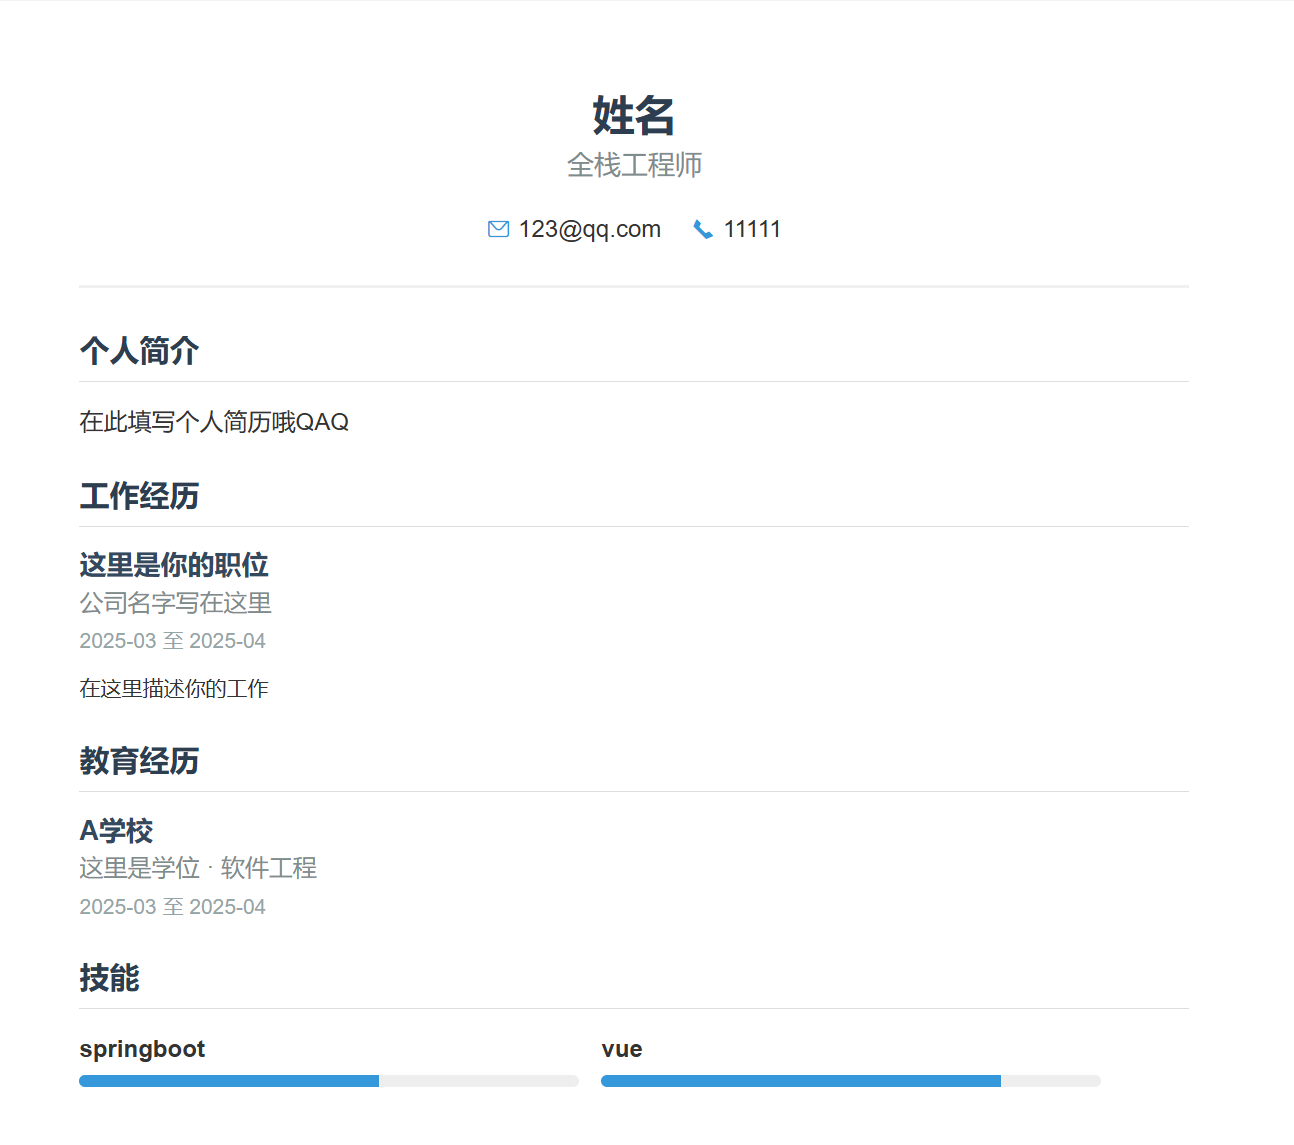 姓名
全栈工程师
123@qq.com 11111
个人简介
在此填写个人简历哦QAQ
工作经历
这里是你的职位
公司名字写在这里
2025-03 至 2025-04
在这里描述你的工作
教育经历
A学校
这里是学位 · 软件工程
2025-03 至 2025-04
技能
springboot vue